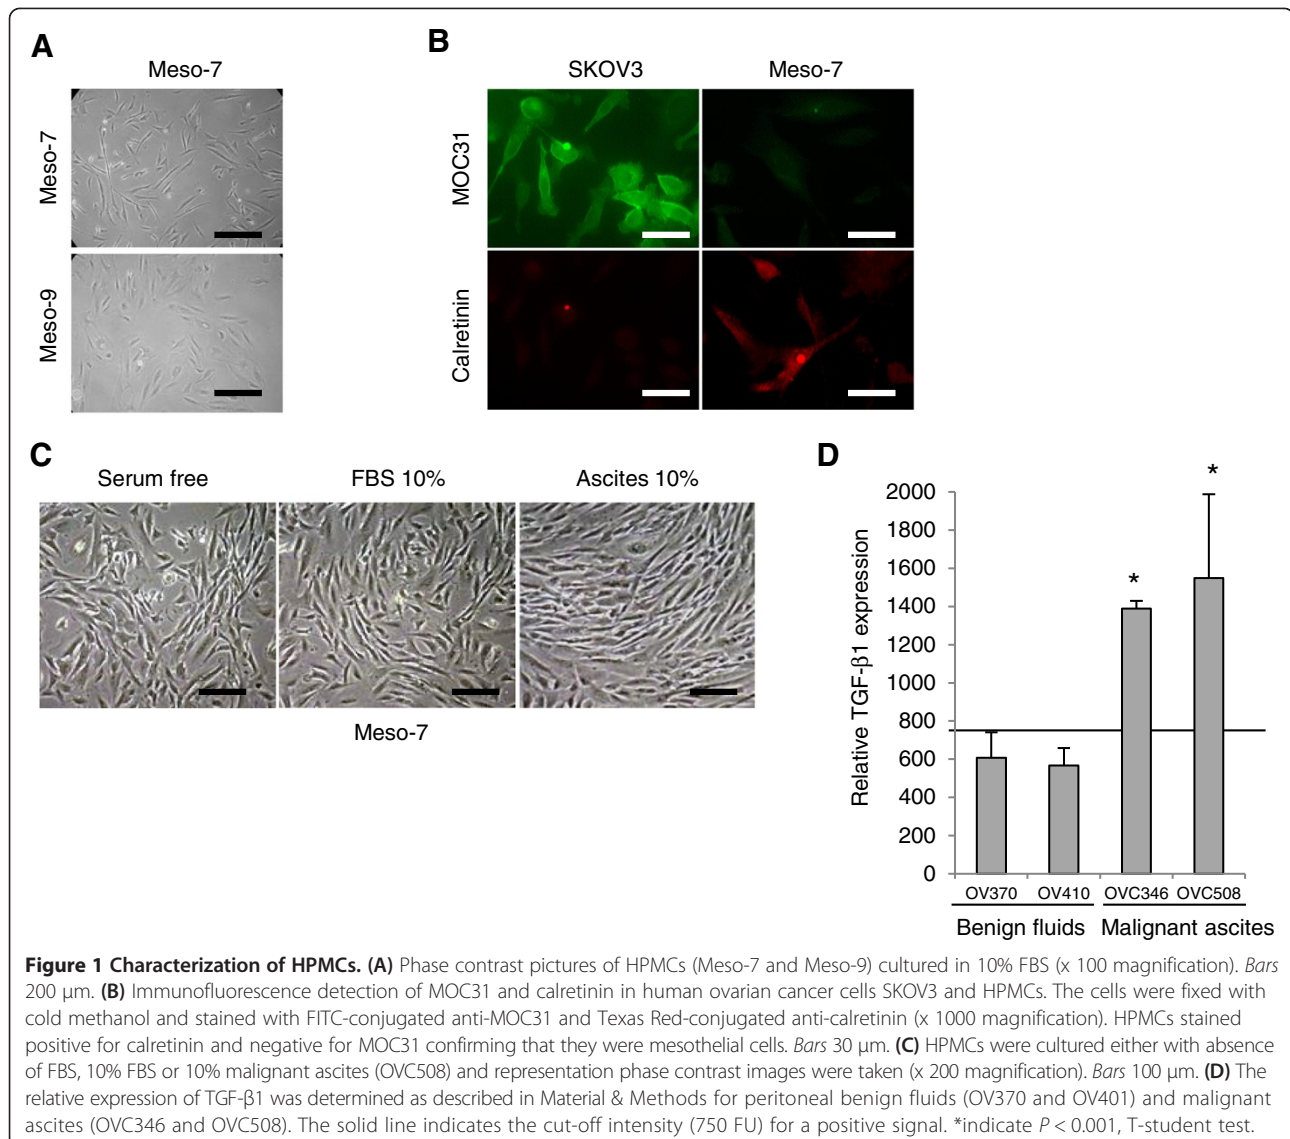 A
Meso-7
Meso-7
Meso-9
B
SKOV3
Meso-7
MOC31
Calretinin
C
Serum free
FBS 10%
Ascites 10%
Meso-7
D
Relative TGF-β1 expression
2000
1800
1600
1400
1200
1000
800
600
400
200
0
*
*
OV370
OV410
OVC346
OVC508
Benign fluids
Malignant ascites
Figure 1 Characterization of HPMCs. (A) Phase contrast pictures of HPMCs (Meso-7 and Meso-9) cultured in 10% FBS (x 100 magnification). Bars
200 μm. (B) Immunofluorescence detection of MOC31 and calretinin in human ovarian cancer cells SKOV3 and HPMCs. The cells were fixed with
cold methanol and stained with FITC-conjugated anti-MOC31 and Texas Red-conjugated anti-calretinin (x 1000 magnification). HPMCs stained
positive for calretinin and negative for MOC31 confirming that they were mesothelial cells. Bars 30 μm. (C) HPMCs were cultured either with absence
of FBS, 10% FBS or 10% malignant ascites (OVC508) and representation phase contrast images were taken (x 200 magnification). Bars 100 μm. (D) The
relative expression of TGF-β1 was determined as described in Material & Methods for peritoneal benign fluids (OV370 and OV401) and malignant
ascites (OVC346 and OVC508). The solid line indicates the cut-off intensity (750 FU) for a positive signal. *indicate P < 0.001, T-student test.